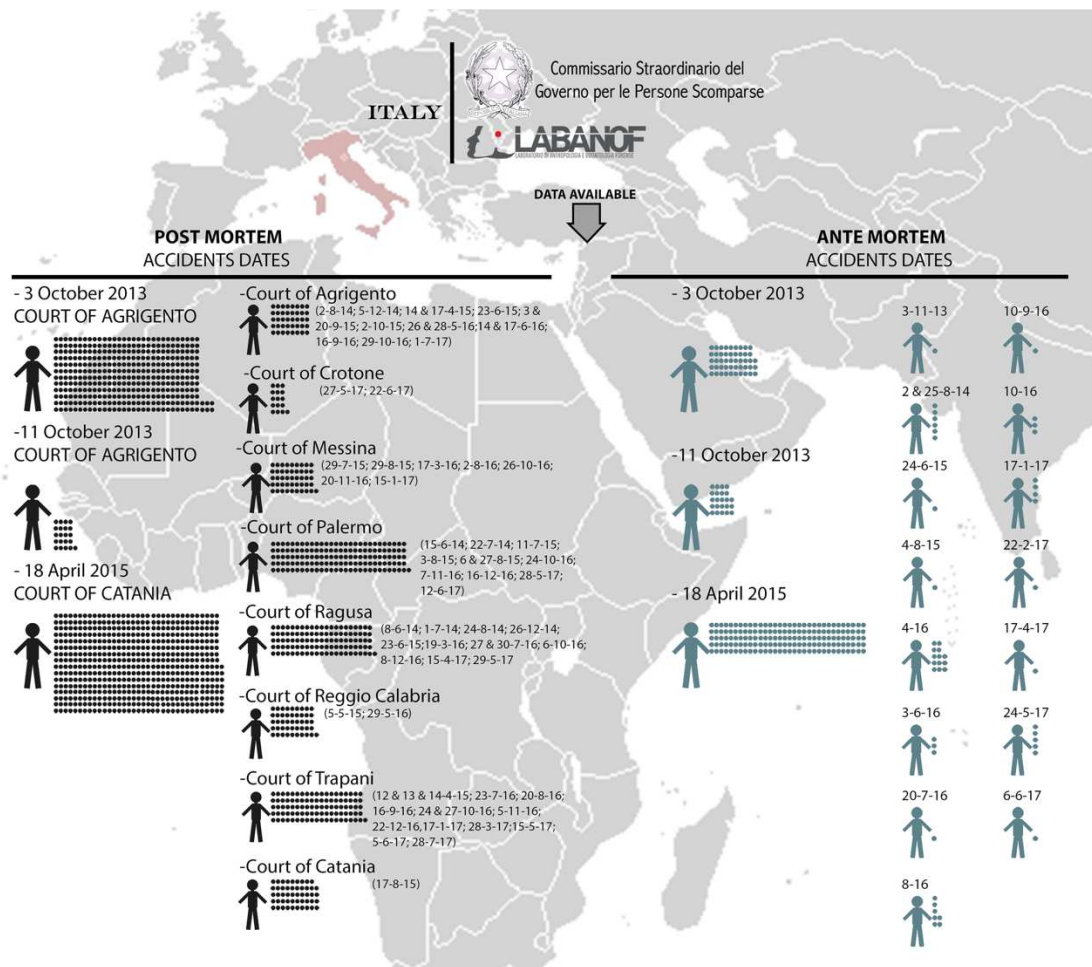 ITALY
Commissario Straordinario del
Governo per le Persone Scomparse
LABANOF
LABORATORIO DI ANTROPOLOGIA E ODONTOLOGIA FORENSE
DATA AVAILABLE
POST MORTEM
ACCIDENTS DATES
- 3 October 2013
COURT OF AGRIGENTO
-11 October 2013
COURT OF AGRIGENTO
- 18 April 2015
COURT OF CATANIA
-Court of Agrigento
(2-8-14; 5-12-14; 14 & 17-4-15; 23-6-15; 3 &
20-9-15; 2-10-15; 26 & 28-5-16;14 & 17-6-16;
16-9-16; 29-10-16; 1-7-17)
-Court of Crotone
(27-5-17; 22-6-17)
-Court of Messina
(29-7-15; 29-8-15; 17-3-16; 2-8-16; 26-10-16;
20-11-16; 15-1-17)
-Court of Palermo
(15-6-14; 22-7-14; 11-7-15;
3-8-15; 6 & 27-8-15; 24-10-16;
7-11-16; 16-12-16; 28-5-17;
12-6-17)
-Court of Ragusa
(8-6-14; 1-7-14; 24-8-14; 26-12-14;
23-6-15;19-3-16; 27 & 30-7-16; 6-10-16;
8-12-16; 15-4-17; 29-5-17
-Court of Reggio Calabria
(5-5-15; 29-5-16)
-Court of Trapani
(12 & 13 & 14-4-15; 23-7-16; 20-8-16;
16-9-16; 24 & 27-10-16; 5-11-16;
22-12-16,17-1-17; 28-3-17;15-5-17;
5-6-17; 28-7-17)
-Court of Catania
(17-8-15)
ANTE MORTEM
ACCIDENTS DATES
- 3 October 2013
-11 October 2013
- 18 April 2015
3-11-13
2 & 25-8-14
24-6-15
4-8-15
4-16
3-6-16
20-7-16
8-16
10-9-16
10-16
17-1-17
22-2-17
17-4-17
24-5-17
6-6-17